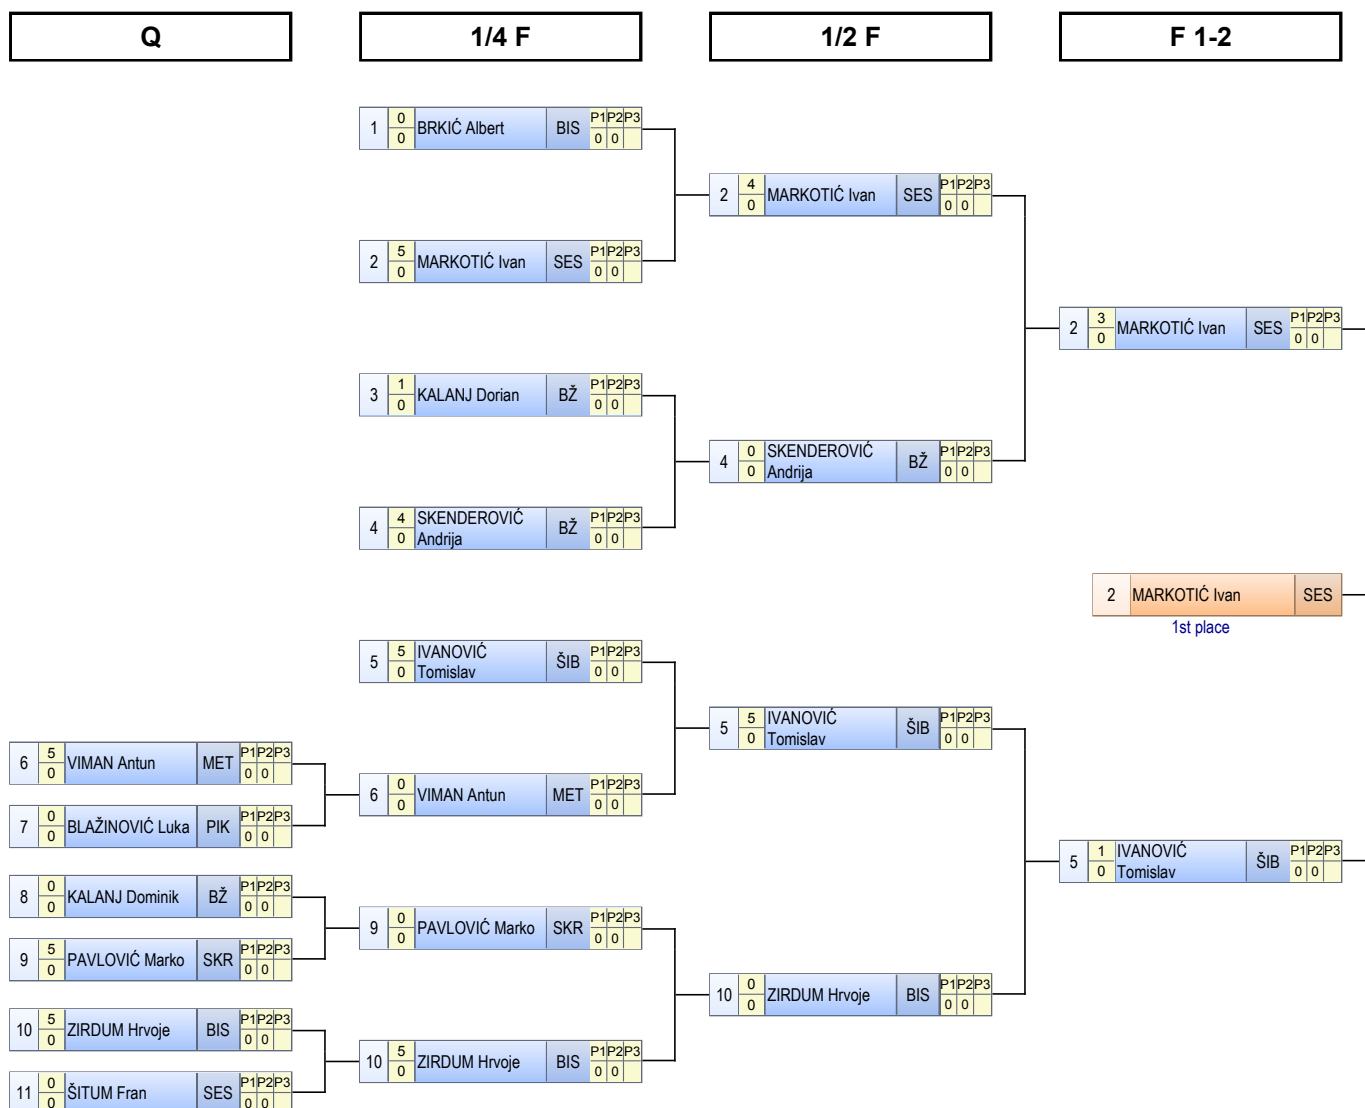 Q
1/4 F
1/2 F
F 1-2
1 0 BRKIĆ Albert BIS P1 P2 P3
0 0 0
2 4 MARKOTIĆ Ivan SES P1 P2 P3
0 0 0
2 5 MARKOTIĆ Ivan SES P1 P2 P3
0 0 0
2 3 MARKOTIĆ Ivan SES P1 P2 P3
0 0 0
3 1 KALANJ Dorian BŽ P1 P2 P3
0 0 0
4 0 SKENDEROVIĆ BŽ P1 P2 P3
0 Andrija 0 0
4 4 SKENDEROVIĆ BŽ P1 P2 P3
0 Andrija 0 0
2 MARKOTIĆ Ivan SES
1st place
5 5 IVANOVIĆ ŠIB P1 P2 P3
0 Tomislav 0 0
5 5 IVANOVIĆ ŠIB P1 P2 P3
0 Tomislav 0 0
6 5 VIMAN Antun MET P1 P2 P3
0 0 0
6 0 VIMAN Antun MET P1 P2 P3
0 0 0
7 0 BLAŽINOVIĆ Luka PIK P1 P2 P3
0 0 0
5 1 IVANOVIĆ ŠIB P1 P2 P3
0 Tomislav 0 0
8 0 KALANJ Dominik BŽ P1 P2 P3
0 0 0
9 0 PAVLOVIĆ Marko SKR P1 P2 P3
0 0 0
9 5 PAVLOVIĆ Marko SKR P1 P2 P3
0 0 0
10 0 ZIRDUM Hrvoje BIS P1 P2 P3
0 0 0
10 5 ZIRDUM Hrvoje BIS P1 P2 P3
0 0 0
10 5 ZIRDUM Hrvoje BIS P1 P2 P3
0 0 0
11 0 ŠITUM Fran SES P1 P2 P3
0 0 0